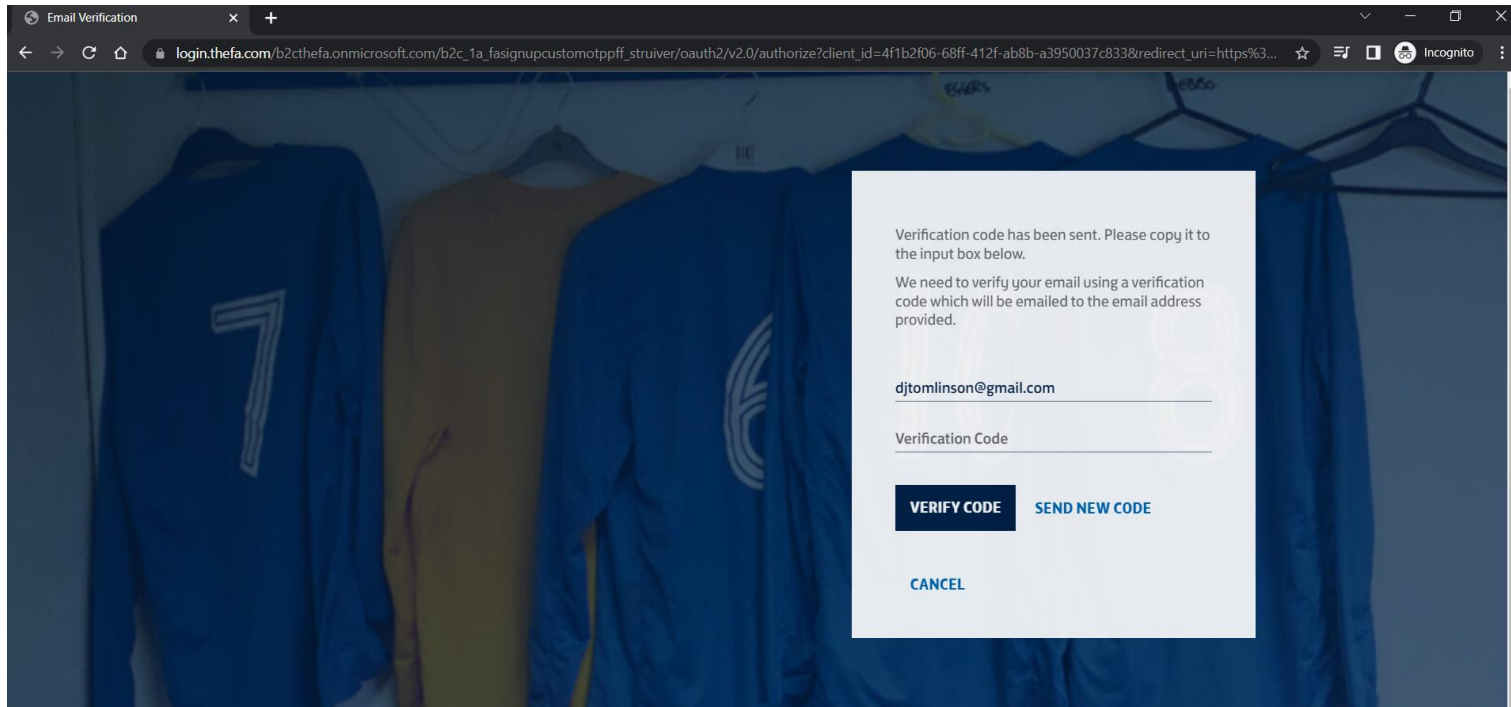 Email Verification
login.thefa.com/b2cthefa.onmicrosoft.com/b2c_1a_fasignupcustomotppff_struiver/oauth2/v2.0/authorize?client_id=4f1b2f06-68ff-412f-ab8b-a3950037c833&redirect_uri=https%3...
Incognito
BYERS
7
6
8
Verification code has been sent. Please copy it to
the input box below.
We need to verify your email using a verification
code which will be emailed to the email address
provided.
djtomlinson@gmail.com
Verification Code
VERIFY CODE
SEND NEW CODE
CANCEL